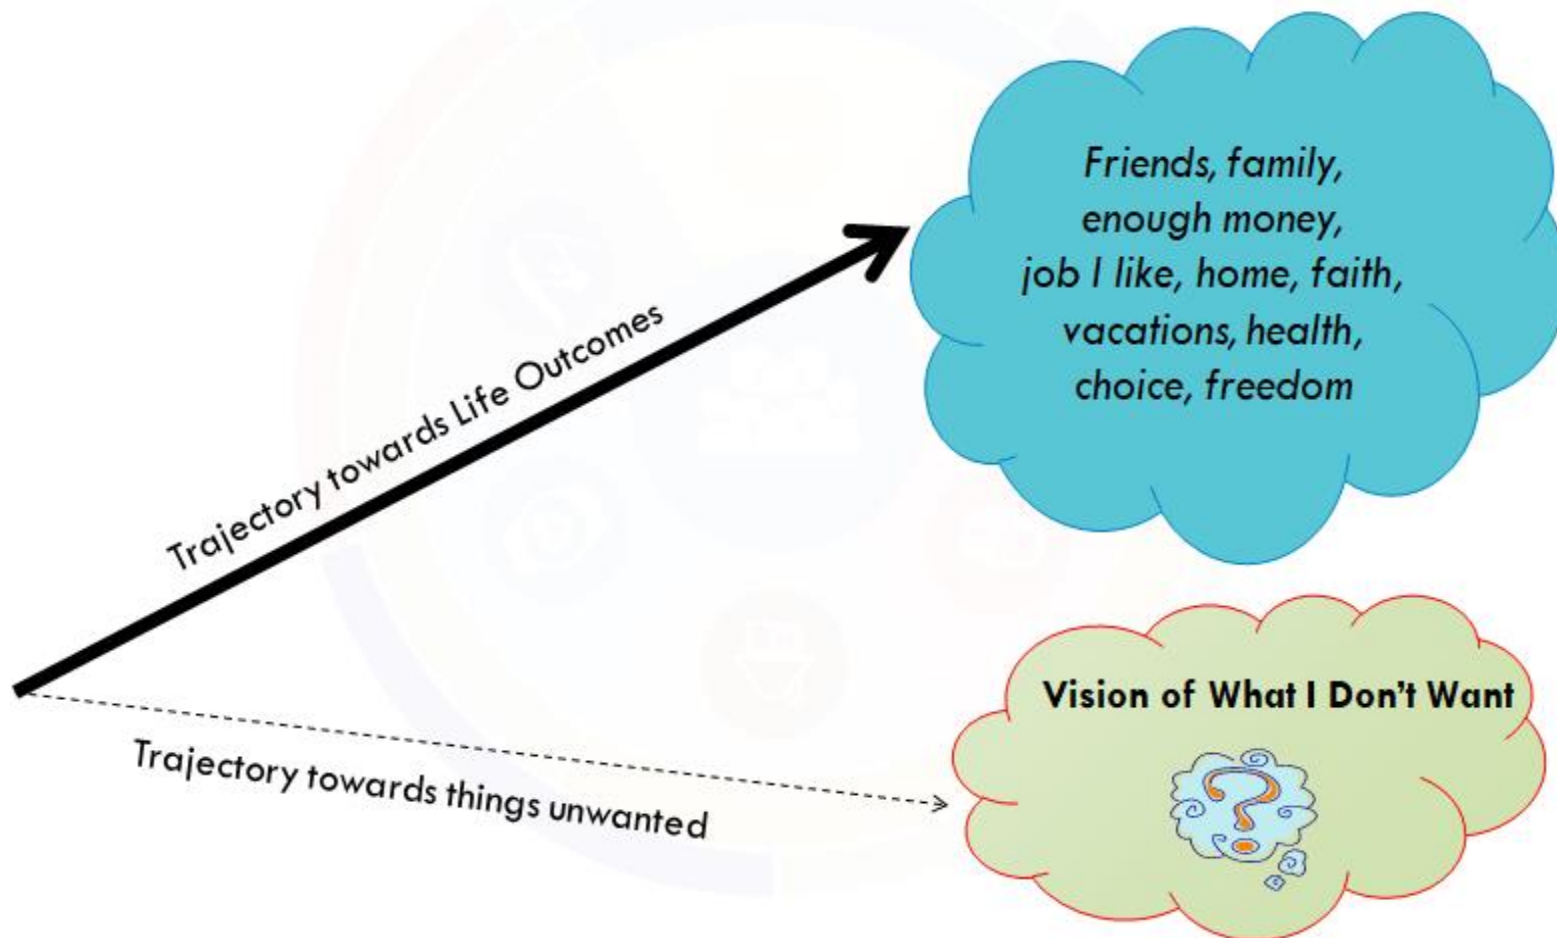 Friends, family,
enough money,
job I like, home, faith,
vacations, health,
choice, freedom
Trajectory towards Life Outcomes
Vision of What I Don't Want
Trajectory towards things unwanted